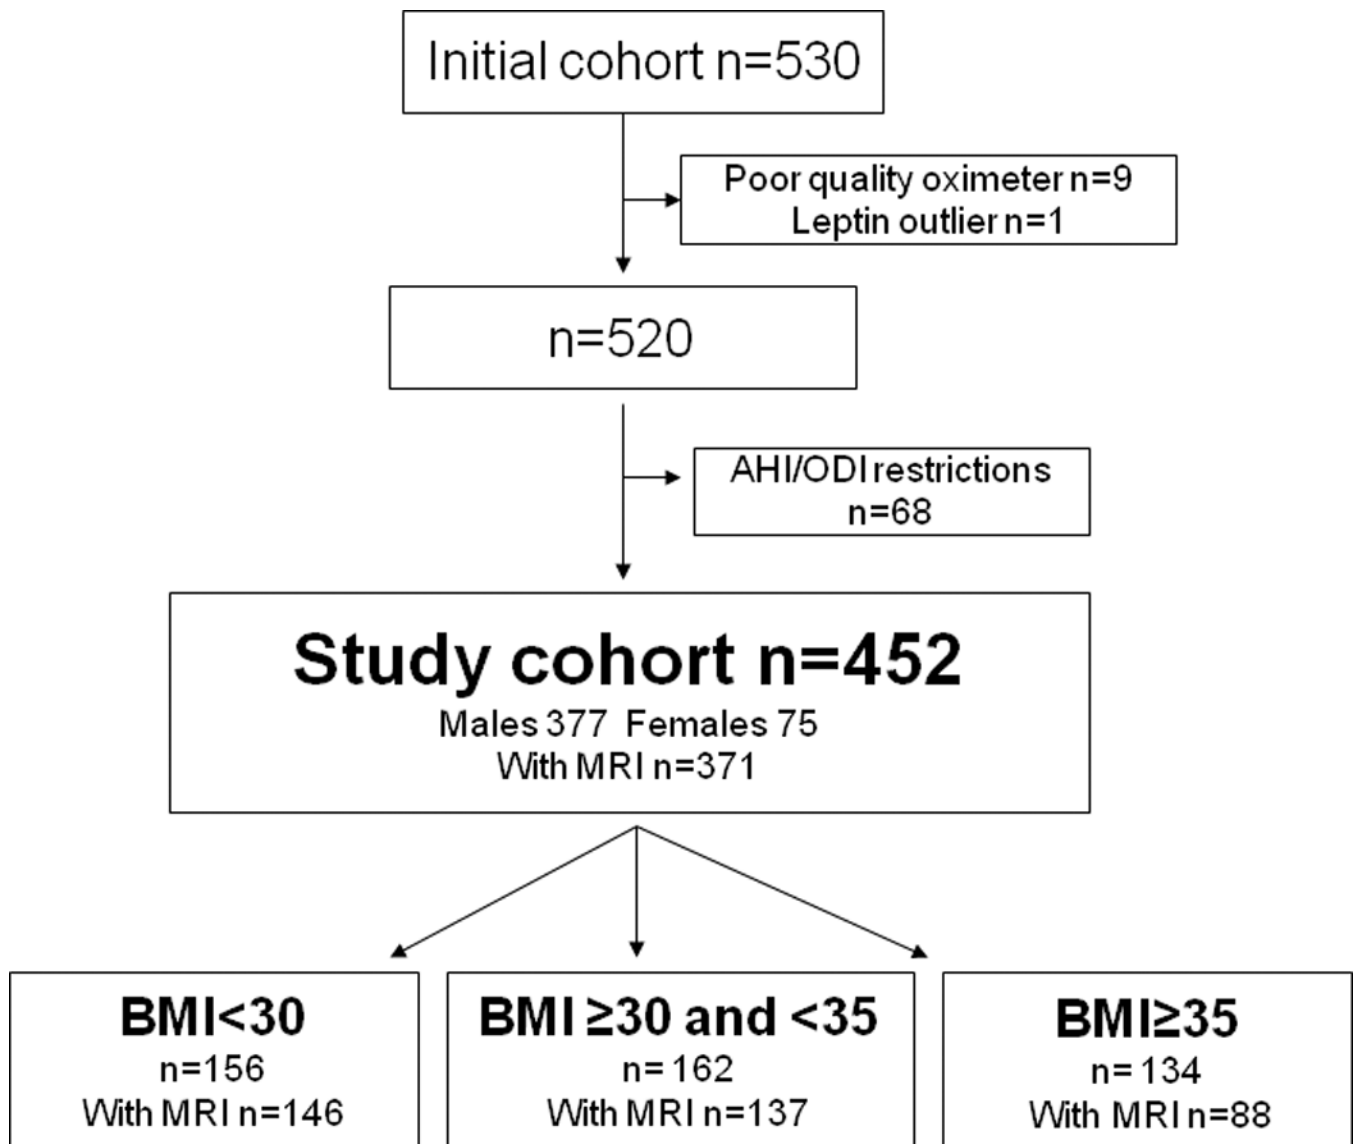 Initial cohort n=530
Poor quality oximeter n=9
Leptin outlier n=1
n=520
AHI/ODI restrictions
n=68
Study cohort n=452
Males 377 Females 75
With MRI n=371
BMI<30
n=156
With MRI n=146
BMI ≥30 and <35
n= 162
With MRI n=137
BMI≥35
n= 134
With MRI n=88